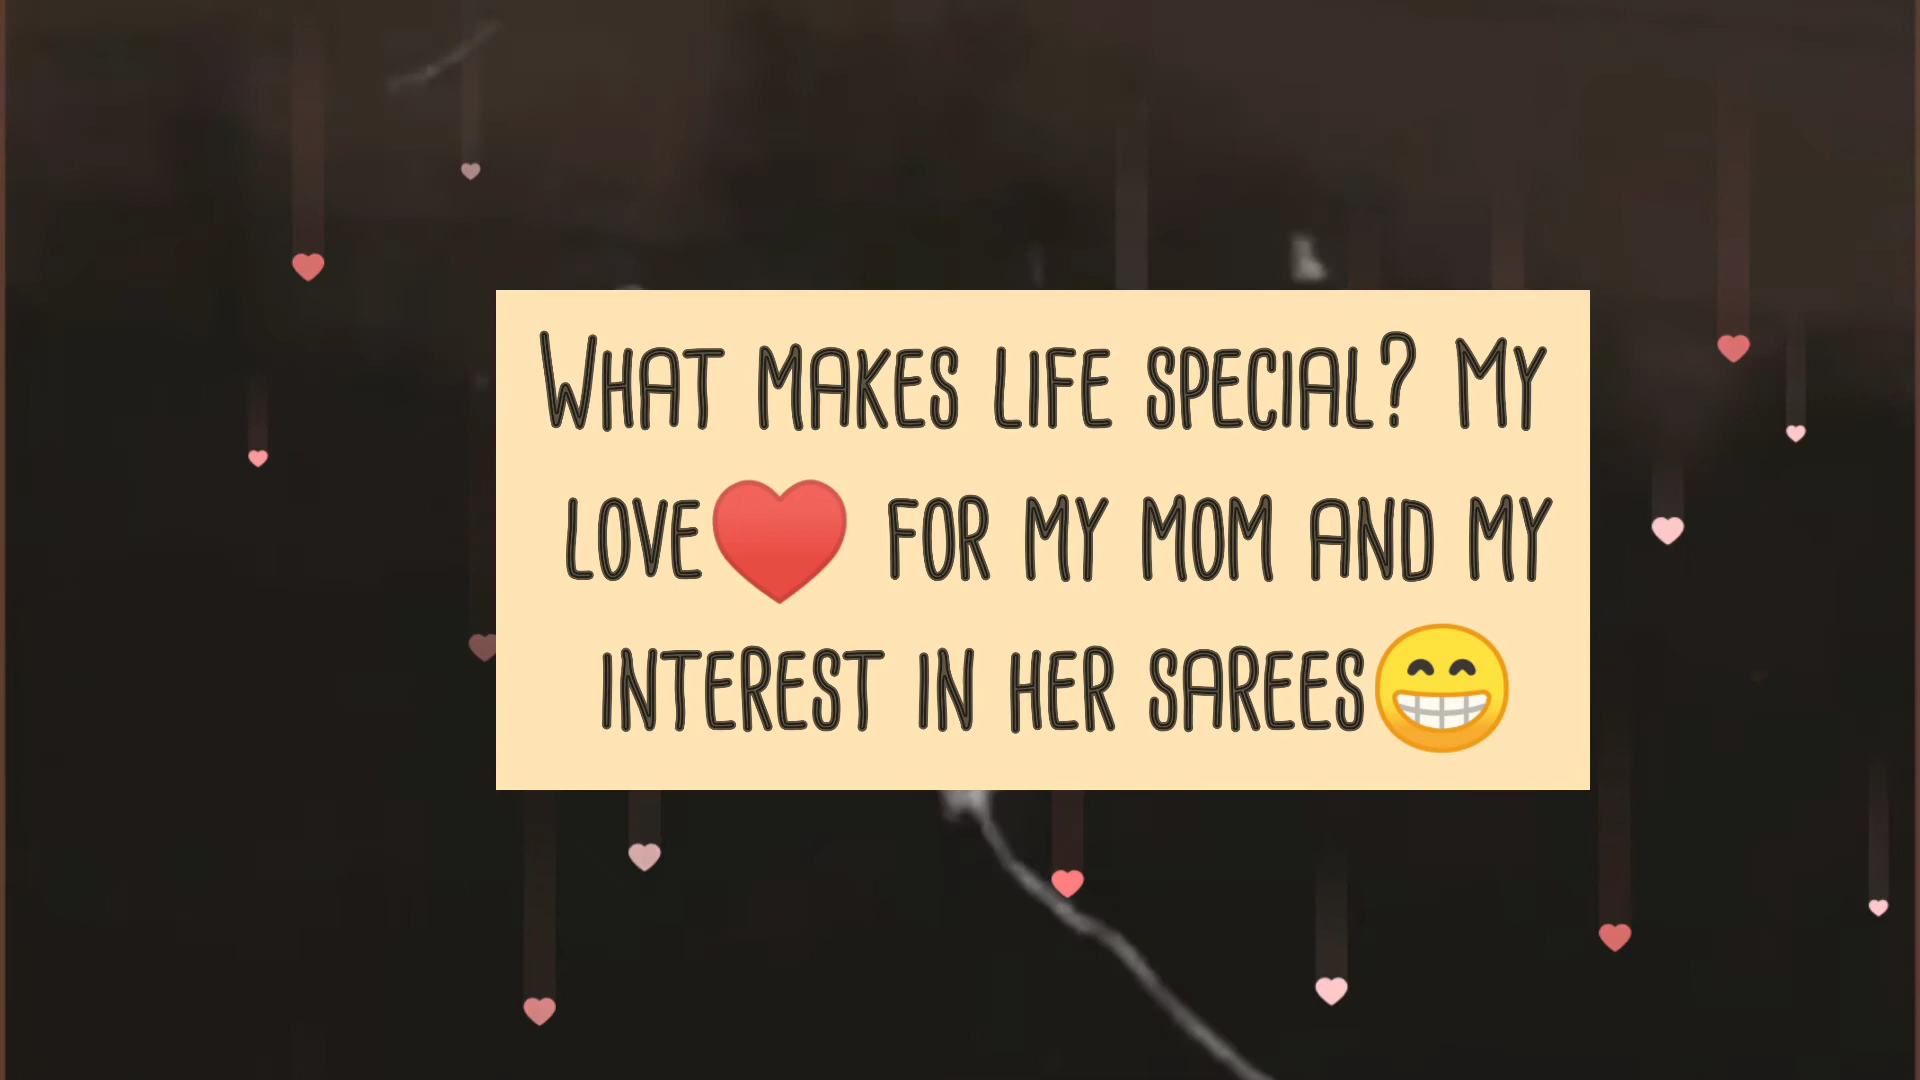 What makes life special? My
love❤️ for my mom and my
interest in her sarees😁